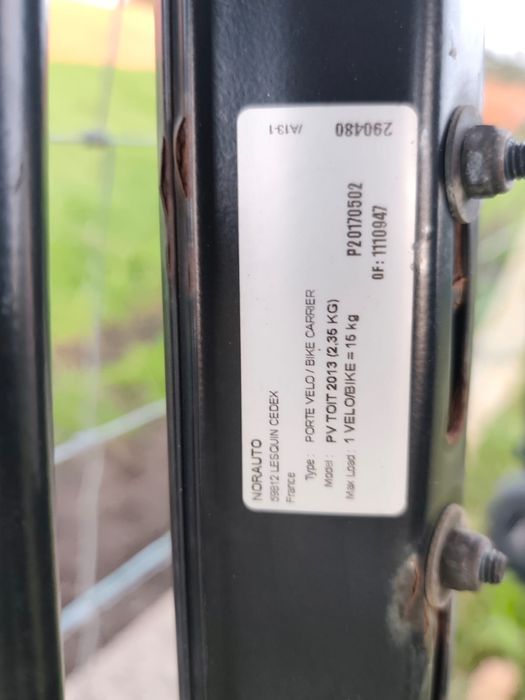 NORAUTO
59812 LESQUIN CEDEX
France
Type : PORTE VELO / BIKE CARRIER
Model : PV TOIT 2013 (2,35 KG)
Max Load : 1 VELO/BIKE = 15 kg
P20170502
OF: 1110947
/A13-1
290480